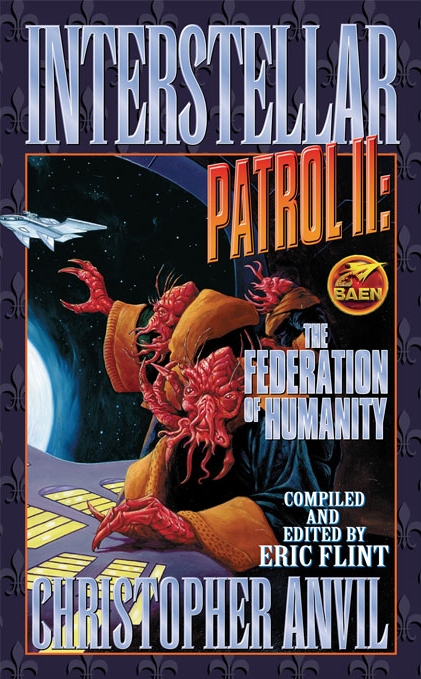 INTERSTELLAR
PATROL II:
BAEN
THE
FEDERATION
OF HUMANITY
COMPILED
AND
EDITED BY
ERIC FLINT
CHRISTOPHER ANVIL